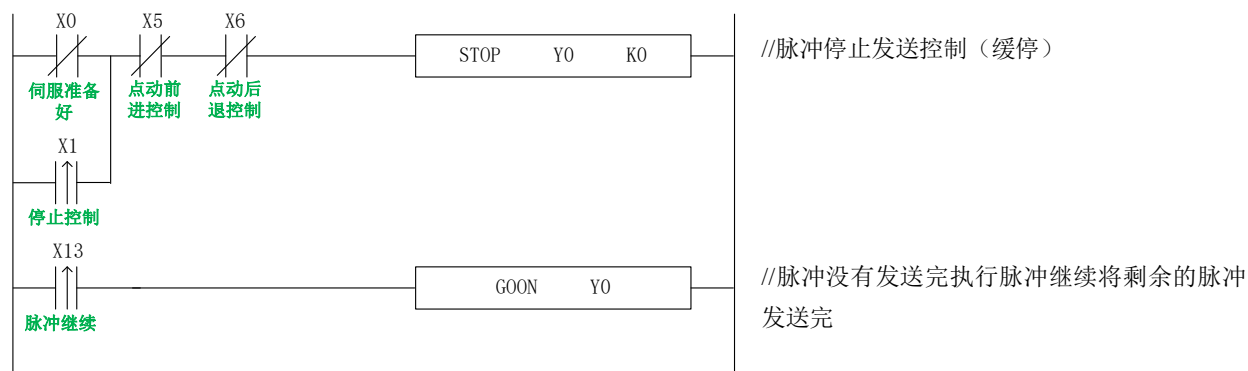 X0 X5 X6
STOP Y0 K0
//脉冲停止发送控制（缓停）
伺服准备
好
点动前
进控制
点动后
退控制
X1
停止控制
X13
GOON Y0
//脉冲没有发送完执行脉冲继续将剩余的脉冲
发送完
脉冲继续